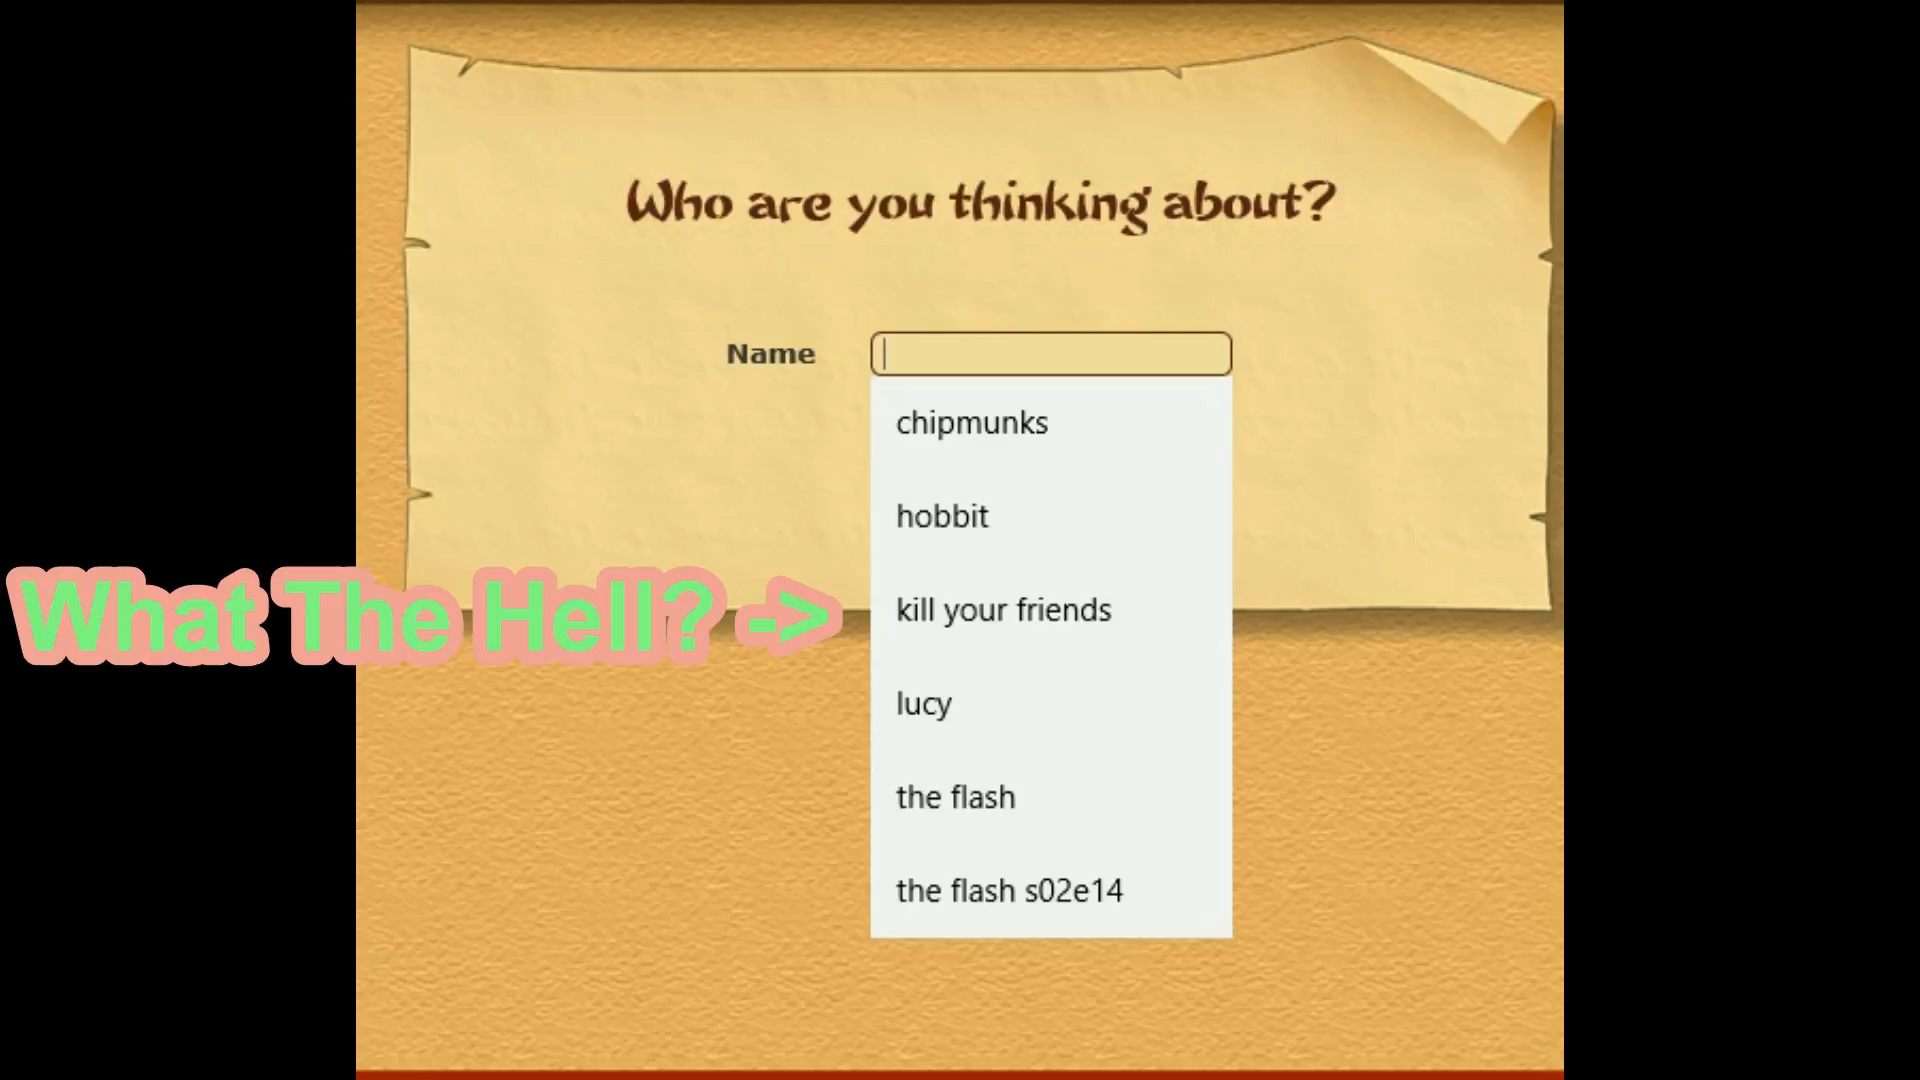 Who are you thinking about?
Name
chipmunks
hobbit
What The Hell? ->
kill your friends
lucy
the flash
the flash s02e14